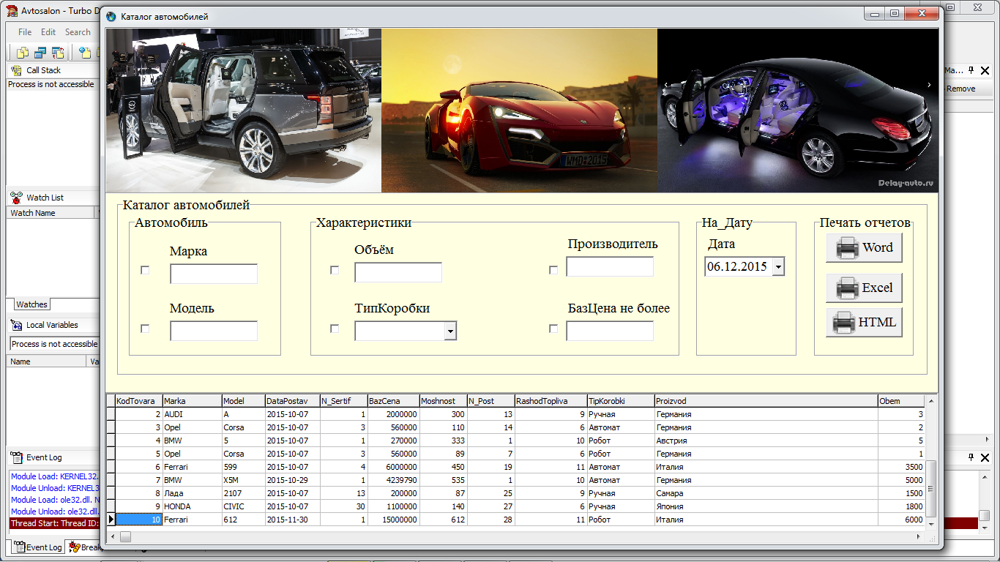 Avtosalon - Turbo D
Каталог автомобилей
File Edit Search
Call Stack
Process is not accessible
Ma...
Remove
WMD·2015
Delay-auto.ru
Watch List
Watch Name
Watches
Local Variables
Process is not accessible
Name Va
Каталог автомобилей
Автомобиль
Марка
Модель
Характеристики
Объём
Производитель
ТипКоробки
БазЦена не более
На_Дату
Дата
06.12.2015
Печать отчетов
Word
Excel
HTML
KodTovara Marka Model DataPostav N_Sertif BazCena Moshnost N_Post RashodTopliva TipKorobki Proizvod Obem
2 AUDI A 2015-10-07 1 2000000 300 13 9 Ручная Германия 3
3 Opel Corsa 2015-10-07 3 560000 110 14 6 Автомат Германия 2
4 BMW 5 2015-10-07 1 270000 333 1 10 Робот Австрия 5
5 Opel Corsa 2015-10-07 3 560000 89 7 6 Робот Германия 1
6 Ferrari 599 2015-10-07 4 6000000 450 19 11 Автомат Италия 3500
7 BMW X5M 2015-10-29 1 4239790 535 1 10 Автомат Германия 5000
8 Лада 2107 2015-10-07 13 200000 87 25 9 Ручная Самара 1500
9 HONDA CIVIC 2015-10-07 30 1100000 140 27 6 Ручная Япония 1800
10 Ferrari 612 2015-11-30 1 15000000 612 28 11 Робот Италия 6000
Event Log
Module Load: KERNEL32.
Module Unload: KERNEL3
Module Load: ole32.dll. N
Module Unload: ole32.dll.
Thread Start: Thread ID:
Event Log Break